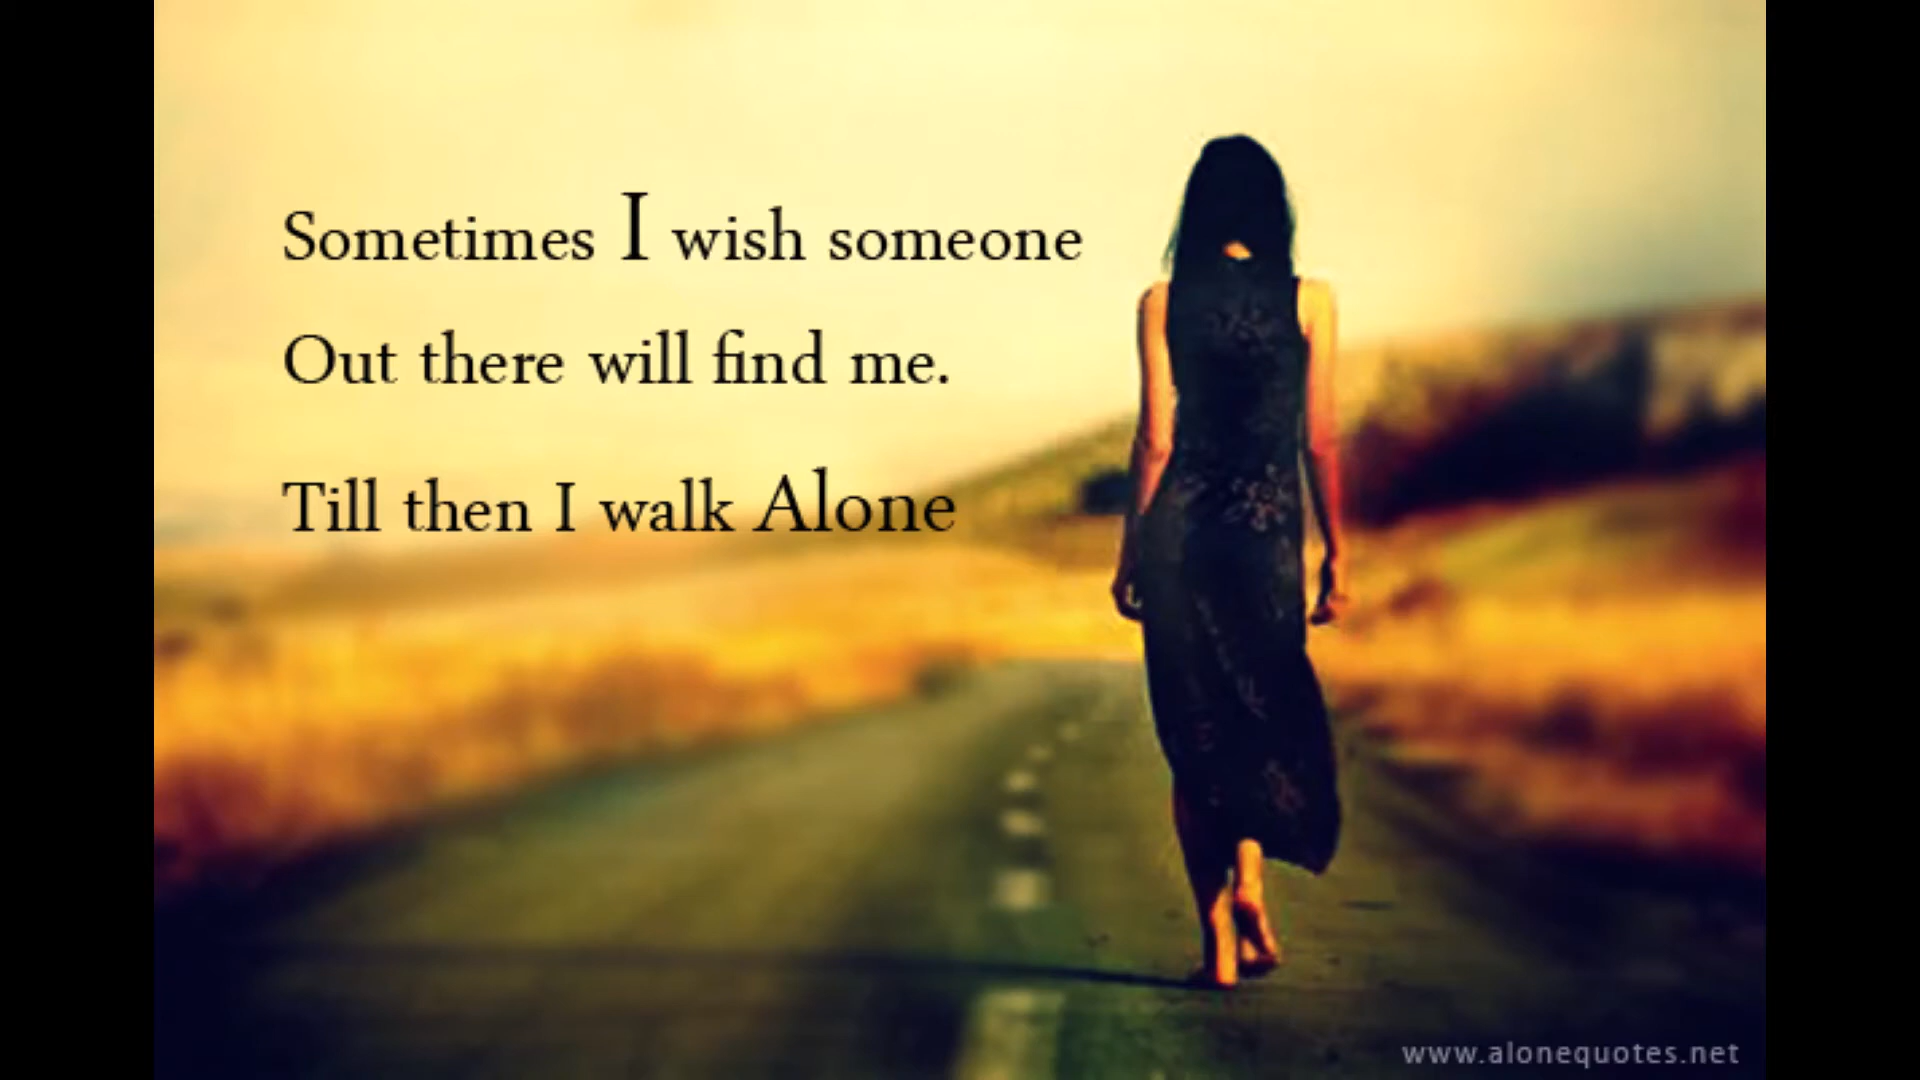 Sometimes I wish someone
Out there will find me.
Till then I walk Alone
www.alonequotes.net